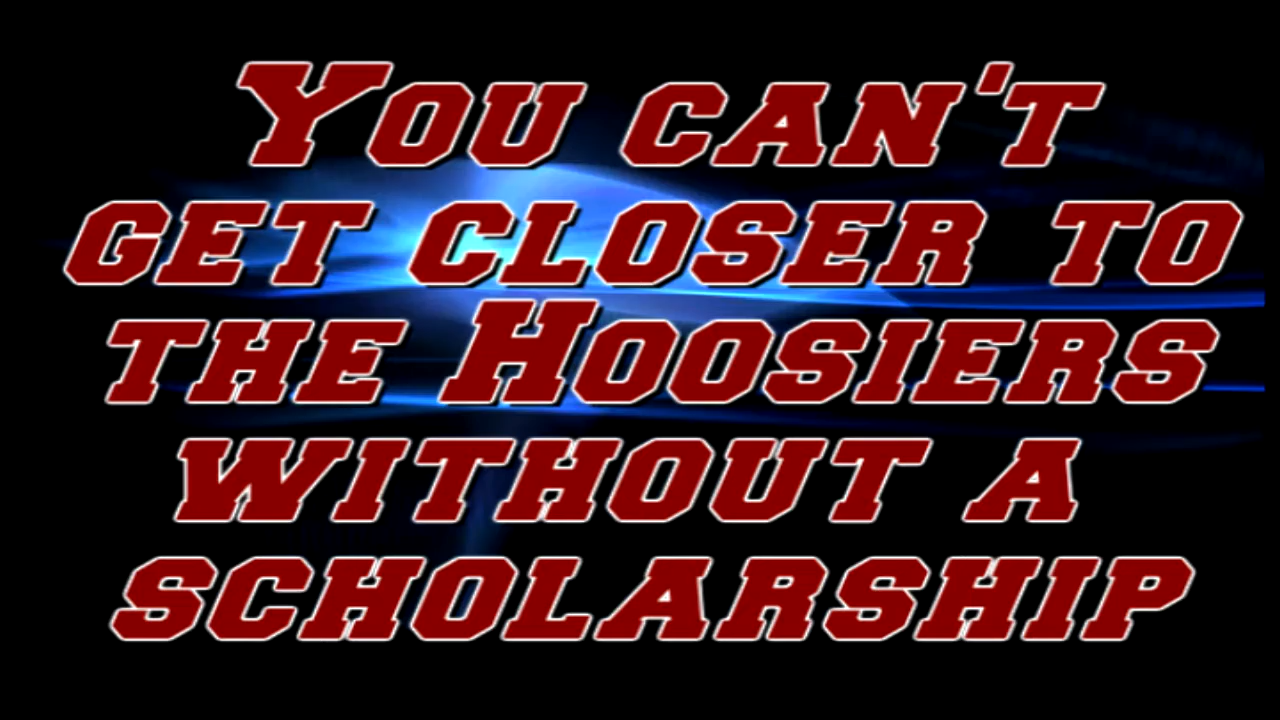 You can't
get closer to
the Hoosiers
without a
scholarship